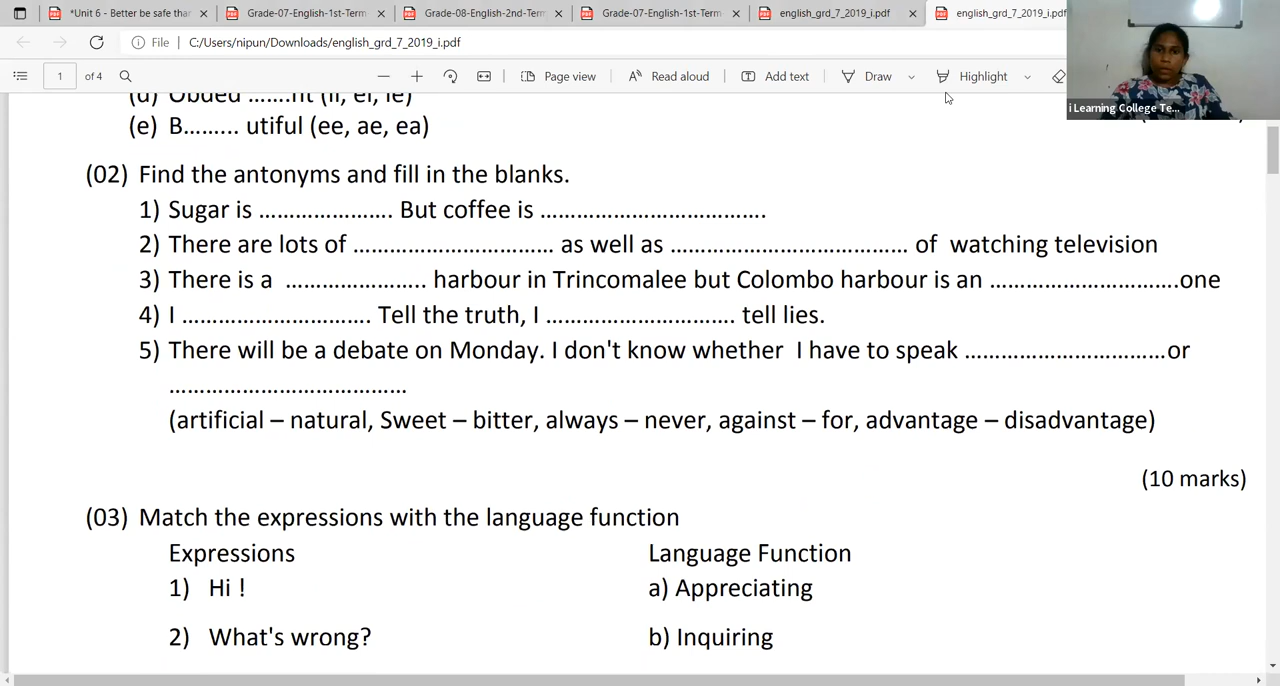 *Unit 6 - Better be safe thar
Grade-07-English-1st-Term
Grade-08-English-2nd-Term
Grade-07-English-1st-Term
english_grd_7_2019_i.pdf
english_grd_7_2019_i.pdf
File C:/Users/nipun/Downloads/english_grd_7_2019_i.pdf
1 of 4 Page view Read aloud Add text Draw Highlight
i Learning College Te...
(e) B……... utiful (ee, ae, ea)
(02) Find the antonyms and fill in the blanks.
1) Sugar is …………………. But coffee is …………………………….
2) There are lots of ………………………… as well as …………………………….. of watching television
3) There is a ………………….. harbour in Trincomalee but Colombo harbour is an ……………………….one
4) I ………………………. Tell the truth, I ………………………. tell lies.
5) There will be a debate on Monday. I don't know whether I have to speak …………………………or
………………………………
(artificial – natural, Sweet – bitter, always – never, against – for, advantage – disadvantage)
(10 marks)
(03) Match the expressions with the language function
Expressions Language Function
1) Hi ! a) Appreciating
2) What's wrong? b) Inquiring